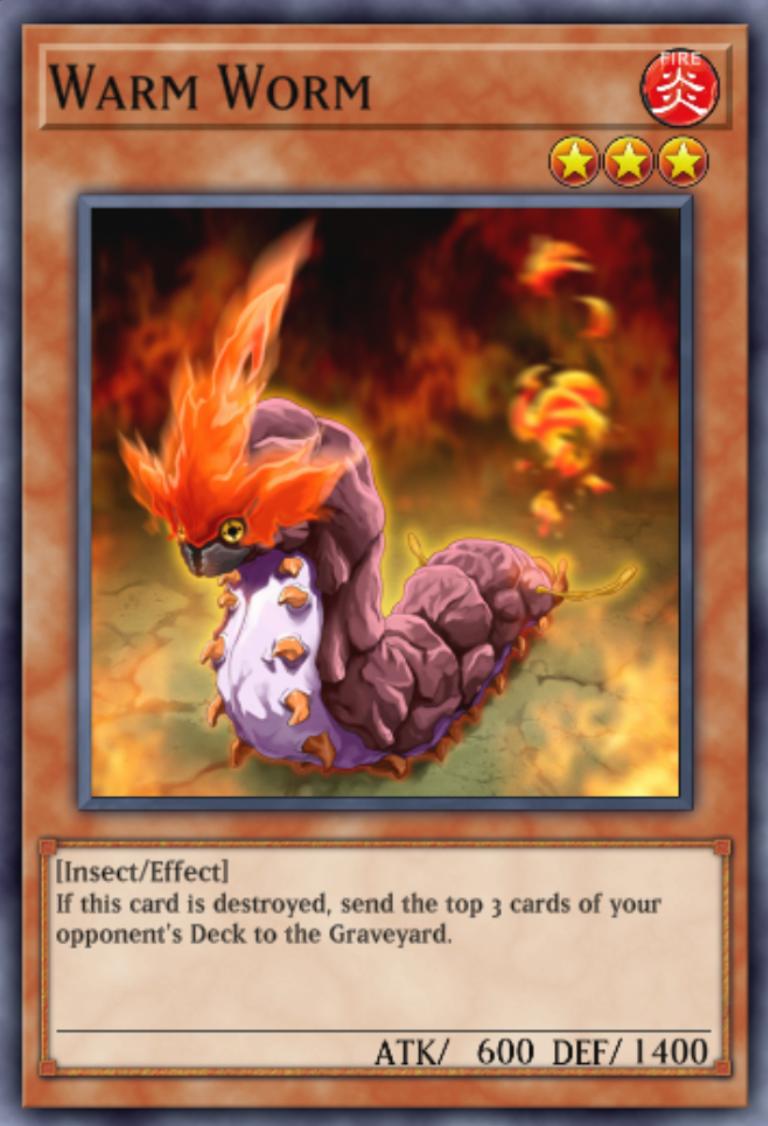 Warm Worm
FIRE
炎
[Insect/Effect]
If this card is destroyed, send the top 3 cards of your
opponent's Deck to the Graveyard.
ATK/ 600 DEF/ 1400